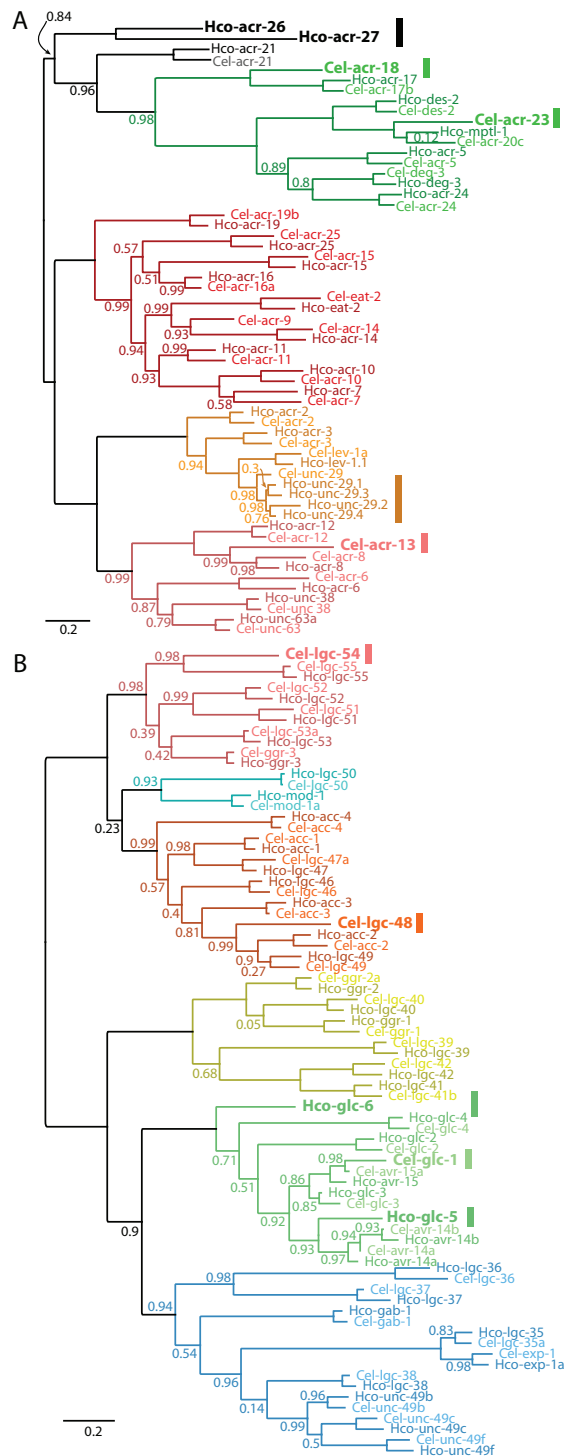 A
0.84
Hco-acr-26
Hco-acr-27
Hco-acr-21
Cel-acr-21
0.96
Cel-acr-18
Hco-acr-17
Cel-acr-17b
0.98
Hco-des-2
Cel-des-2
Cel-acr-23
Hco-mptl-1
0.12
Cel-acr-20c
Hco-acr-5
0.89
Cel-acr-5
Cel-deg-3
0.8
Hco-deg-3
Hco-acr-24
Cel-acr-24
Cel-acr-19b
Hco-acr-19
Cel-acr-25
0.57
Hco-acr-25
Cel-acr-15
0.51
Hco-acr-15
Hco-acr-16
0.99
Cel-acr-16a
0.99
Cel-eat-2
0.99
Hco-eat-2
Cel-acr-9
0.93
Cel-acr-14
Hco-acr-14
0.94
0.99
Hco-acr-11
Cel-acr-11
Hco-acr-10
0.93
Cel-acr-10
Hco-acr-7
0.58
Cel-acr-7
Hco-acr-2
Cel-acr-2
Hco-acr-3
Cel-acr-3
0.94
Cel-lev-1a
Hco-lev-1.1
0.3
Cel-unc-29
0.98
Hco-unc-29.1
Hco-unc-29.3
0.98
Hco-unc-29.2
0.76
Hco-unc-29.4
Hco-acr-12
Cel-acr-12
Cel-acr-13
0.99
Cel-acr-8
0.98
Hco-acr-8
0.99
Cel-acr-6
Hco-acr-6
0.87
Hco-unc-38
Cel-unc 38
0.79
Hco-unc-63a
Cel-unc-63
0.2
B
Cel-lgc-54
0.98
Cel-lgc-55
Hco-lgc-55
0.98
Cel-lgc-52
0.99
Hco-lgc-52
Cel-lgc-51
Hco-lgc-51
0.39
Cel-lgc-53a
Hco-lgc-53
0.42
Cel-ggr-3
Hco-ggr-3
0.93
Hco-lgc-50
Cel-lgc-50
Hco-mod-1
Cel-mod-1a
0.23
Hco-acc-4
Cel-acc-4
0.99
Cel-acc-1
0.98
Hco-acc-1
Cel-lgc-47a
Hco-lgc-47
0.57
Hco-lgc-46
Cel-lgc-46
0.4
Hco-acc-3
Cel-acc-3
0.81
Cel-lgc-48
0.99
Hco-acc-2
Cel-acc-2
0.9
Hco-lgc-49
0.27
Cel-lgc-49
Cel-ggr-2a
Hco-ggr-2
Cel-lgc-40
Hco-lgc-40
0.05
Hco-ggr-1
Cel-ggr-1
Cel-lgc-39
Hco-lgc-39
0.68
Cel-lgc-42
Hco-lgc-42
Hco-lgc-41
Cel-lgc-41b
Hco-glc-6
Hco-glc-4
Cel-glc-4
0.71
Hco-glc-2
Cel-glc-2
0.51
0.98
Cel-glc-1
Cel-avr-15a
0.86
Hco-avr-15
Hco-glc-3
0.85
Cel-glc-3
0.92
Hco-glc-5
0.93
Cel-avr-14b
0.94
Hco-avr-14b
0.93
Cel-avr-14a
0.97
Hco-avr-14a
0.9
Hco-lgc-36
0.98
Cel-lgc-36
Cel-lgc-37
Hco-lgc-37
0.94
Hco-gab-1
Cel-gab-1
0.83
Hco-lgc-35
0.54
Cel-lgc-35a
Cel-exp-1
0.98
Hco-exp-1a
0.96
Cel-lgc-38
Hco-lgc-38
0.14
0.96
Hco-unc-49b
Cel-unc-49b
0.99
Cel-unc-49c
Hco-unc-49c
0.5
Cel-unc-49f
Hco-unc-49f
0.2